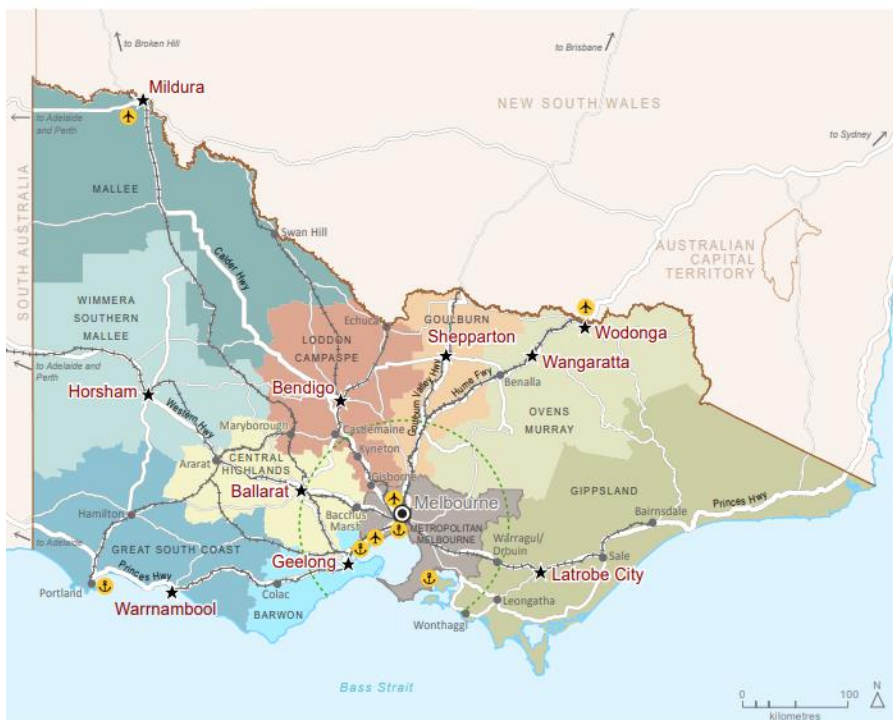 to Broken Hill
to Brisbane
Mildura
NEW SOUTH WALES
to Adelaide
and Perth
to Sydney
MALLEE
SOUTH AUSTRALIA
Swan Hill
Calder Hwy
AUSTRALIAN
CAPITAL
TERRITORY
WIMMERA
SOUTHERN
MALLEE
Echuca
GOULBURN
Wodonga
LODDON
CAMPASPE
Shepparton
Wangaratta
to Adelaide and
Perth
Horsham
Bendigo
Goulburn Valley Hwy
Hume Fwy
Benalla
Western Hwy
Maryborough
Castlemaine
OVENS
MURRAY
Kyneton
Ararat
CENTRAL
HIGHLANDS
Gisborne
Ballarat
Melbourne
GIPPSLAND
Princes Hwy
Hamilton
Bacchus
Marsh
METROPOLITAN
MELBOURNE
Bairnsdale
to Adelaide
GREAT SOUTH COAST
Warragul/
Drouin
Sale
Geelong
Latrobe City
Princes Hwy
Portland
Colac
Leongatha
Warrnambool
BARWON
Wonthaggi
Bass Strait
N
0 100
kilometres